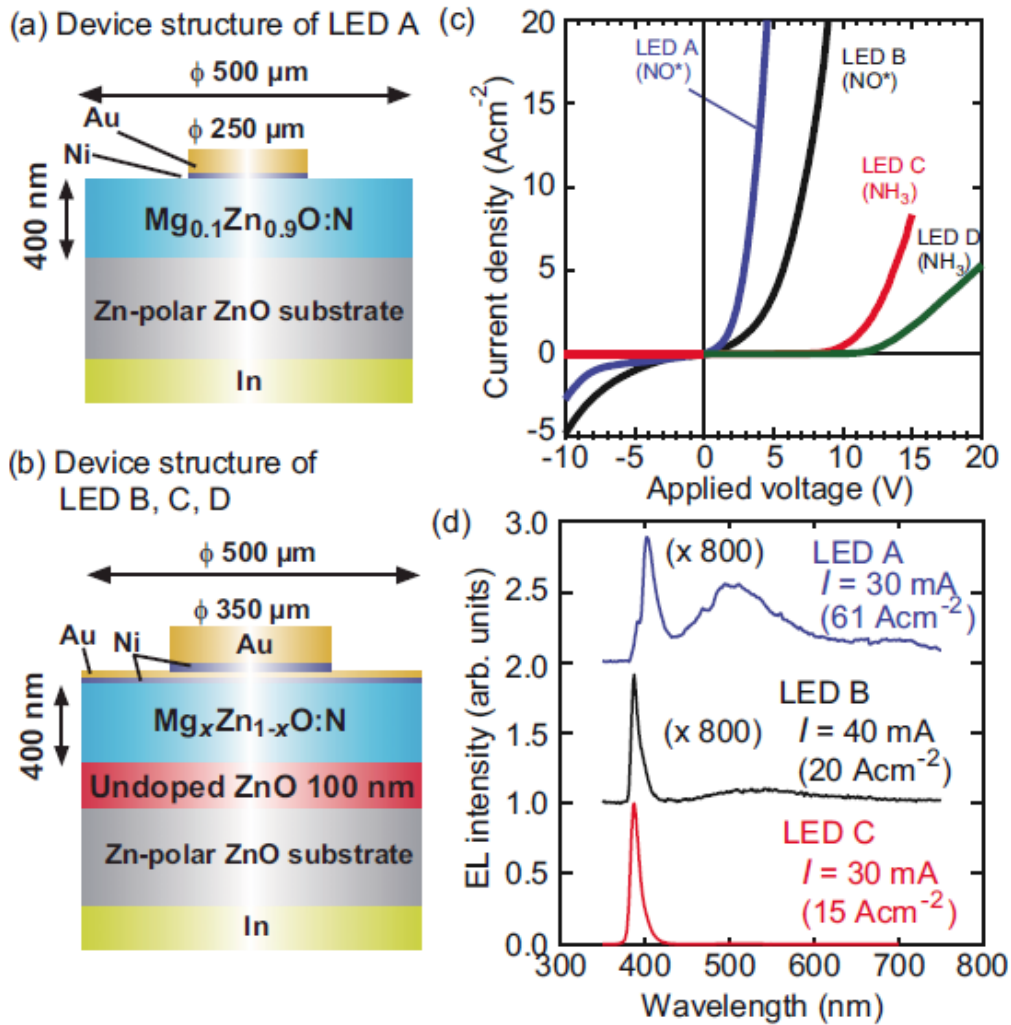 (a) Device structure of LED A
ϕ 500 µm
Au
ϕ 250 µm
Ni
400 nm
Mg0.1Zn0.9O:N
Zn-polar ZnO substrate
In
(b) Device structure of
LED B, C, D
ϕ 500 µm
ϕ 350 µm
Au
Ni
Au
400 nm
MgxZn1-xO:N
Undoped ZnO 100 nm
Zn-polar ZnO substrate
In
(c)
Current density (Acm-2)
20
15
10
5
0
-5
-10
-5
0
5
10
15
20
Applied voltage (V)
LED A
(NO*)
LED B
(NO*)
LED C
(NH3)
LED D
(NH3)
(d)
EL intensity (arb. units)
3.0
2.5
2.0
1.5
1.0
0.5
0.0
(x 800)
LED A
I = 30 mA
(61 Acm-2)
(x 800)
LED B
I = 40 mA
(20 Acm-2)
LED C
I = 30 mA
(15 Acm-2)
300
400
500
600
700
800
Wavelength (nm)